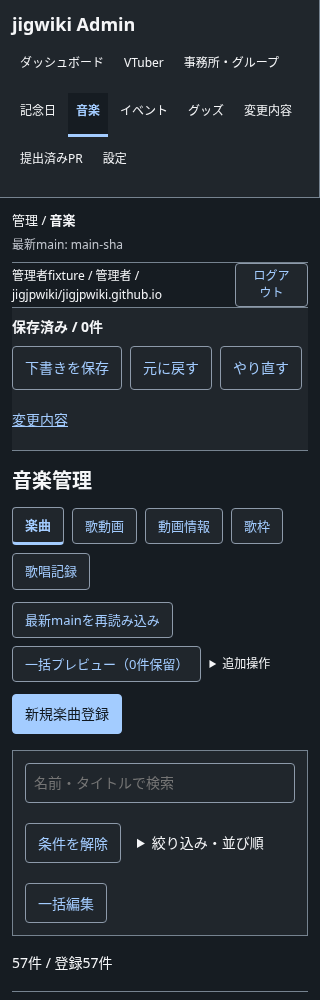 jigwiki Admin
ダッシュボード VTuber 事務所・グループ
記念日 音楽 イベント グッズ 変更内容
提出済みPR 設定
管理 / 音楽
最新main: main-sha
管理者fixture / 管理者 /
jigjpwiki/jigjpwiki.github.io
ログア
ウト
保存済み / 0件
下書きを保存 元に戻す やり直す
変更内容
音楽管理
楽曲 歌動画 動画情報 歌枠
歌唱記録
最新mainを再読み込み
一括プレビュー（0件保留） ▶ 追加操作
新規楽曲登録
名前・タイトルで検索
条件を解除 ▶ 絞り込み・並び順
一括編集
57件 / 登録57件